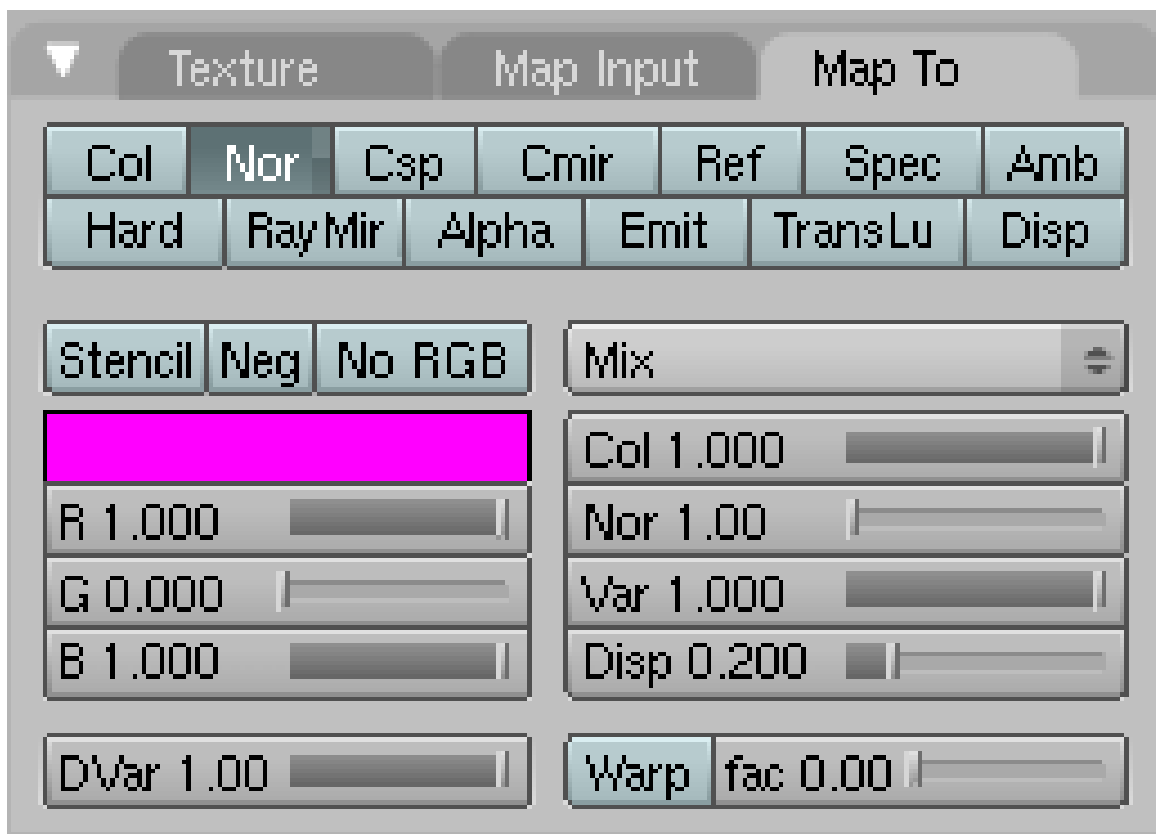 Texture Map Input Map To
Col Nor Csp Cmir Ref Spec Amb
Hard RayMir Alpha Emit TransLu Disp
Stencil Neg No RGB Mix
Col 1.000
R 1.000 Nor 1.00
G 0.000 Var 1.000
B 1.000 Disp 0.200
DVar 1.00 Warp fac 0.00